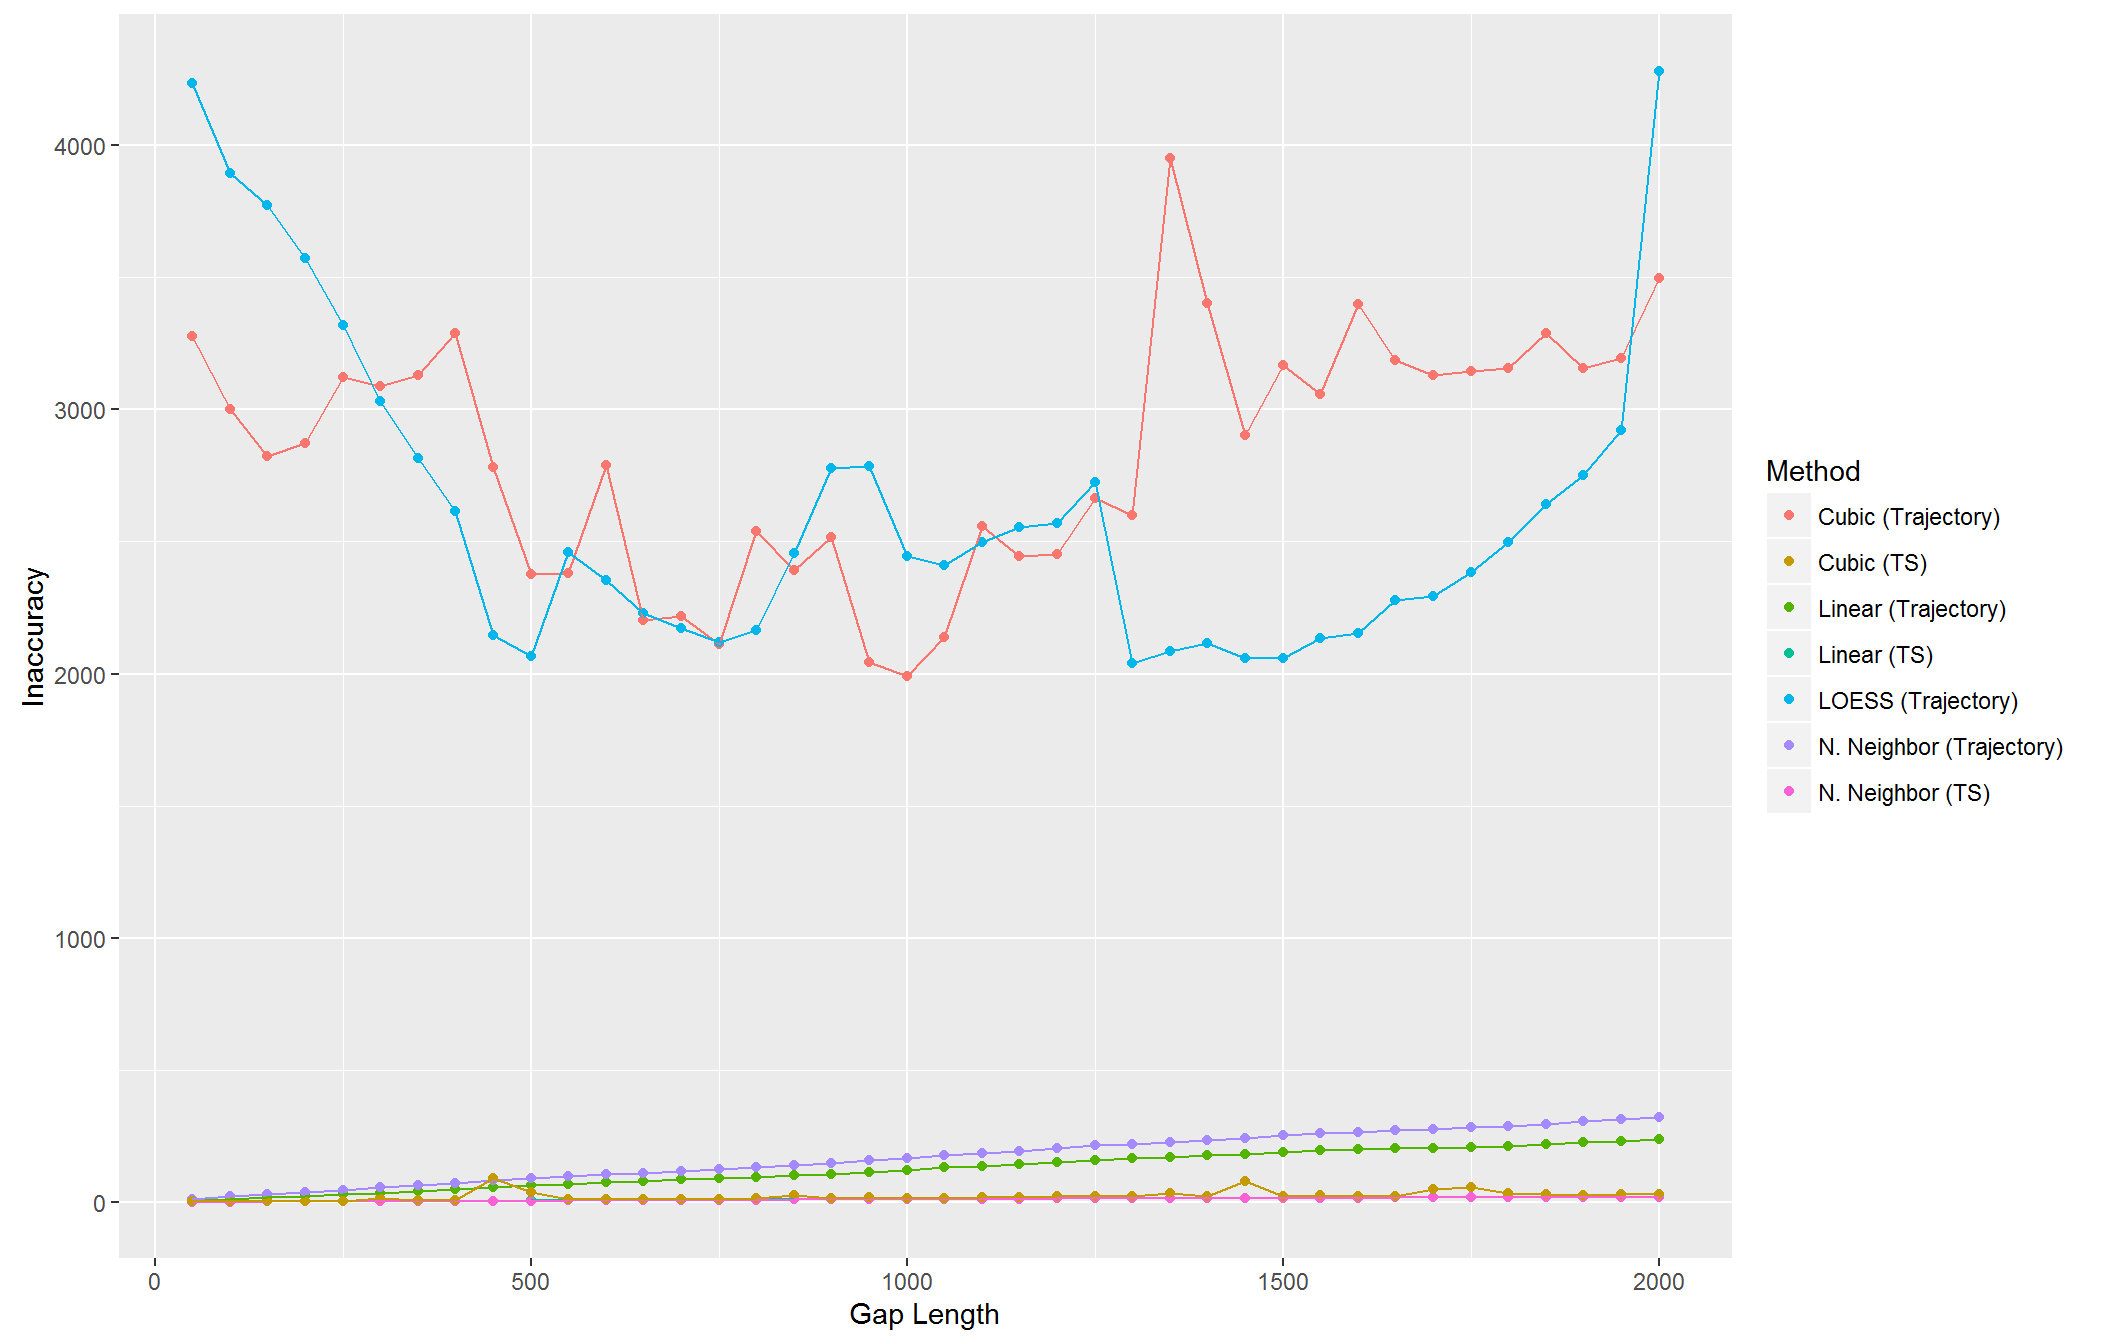 4000
3000
2000
1000
0
Inaccuracy
0 500 1000 1500 2000
Gap Length
Method
Cubic (Trajectory)
Cubic (TS)
Linear (Trajectory)
Linear (TS)
LOESS (Trajectory)
N. Neighbor (Trajectory)
N. Neighbor (TS)